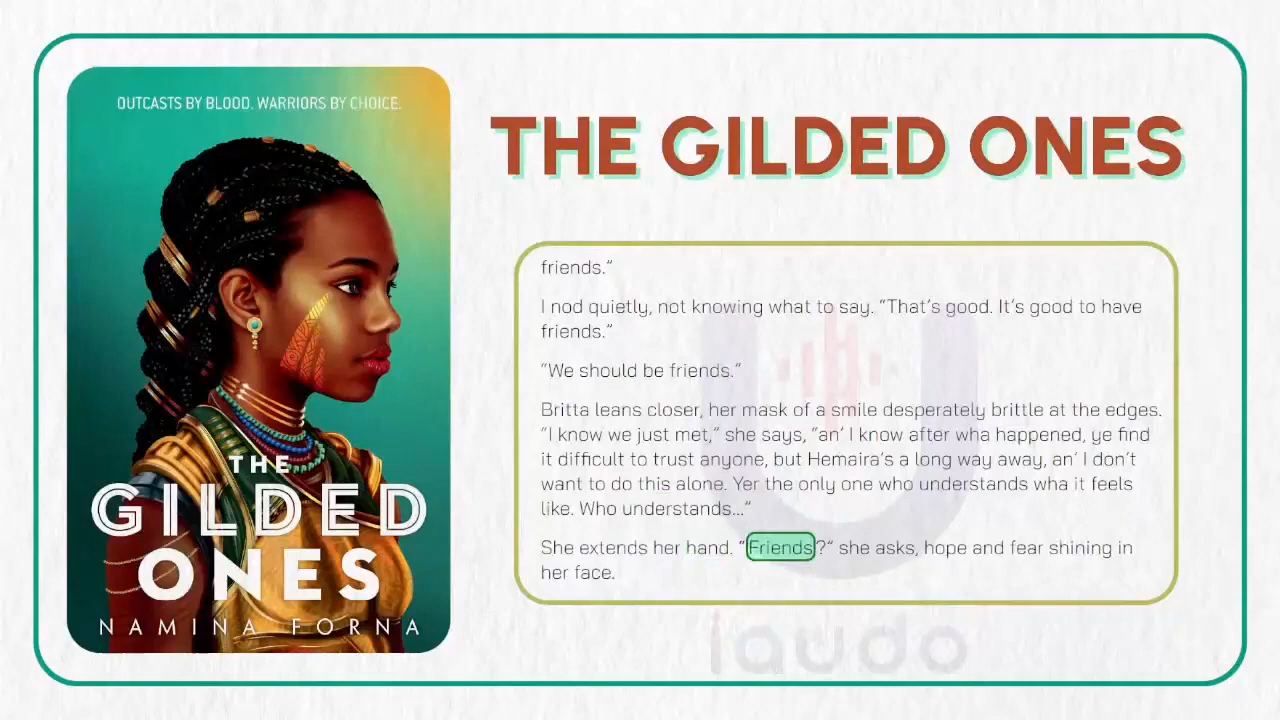 OUTCASTS BY BLOOD. WARRIORS BY CHOICE.
THE
GILDED
ONES
NAMINA FORNA
THE GILDED ONES
friends.”
I nod quietly, not knowing what to say. “That’s good. It’s good to have
friends.”
“We should be friends.”
Britta leans closer, her mask of a smile desperately brittle at the edges.
“I know we just met,” she says, “an’ I know after wha happened, ye find
it difficult to trust anyone, but Hemaira’s a long way away, an’ I don’t
want to do this alone. Yer the only one who understands wha it feels
like. Who understands...”
She extends her hand. “Friends?” she asks, hope and fear shining in
her face.
iaudo